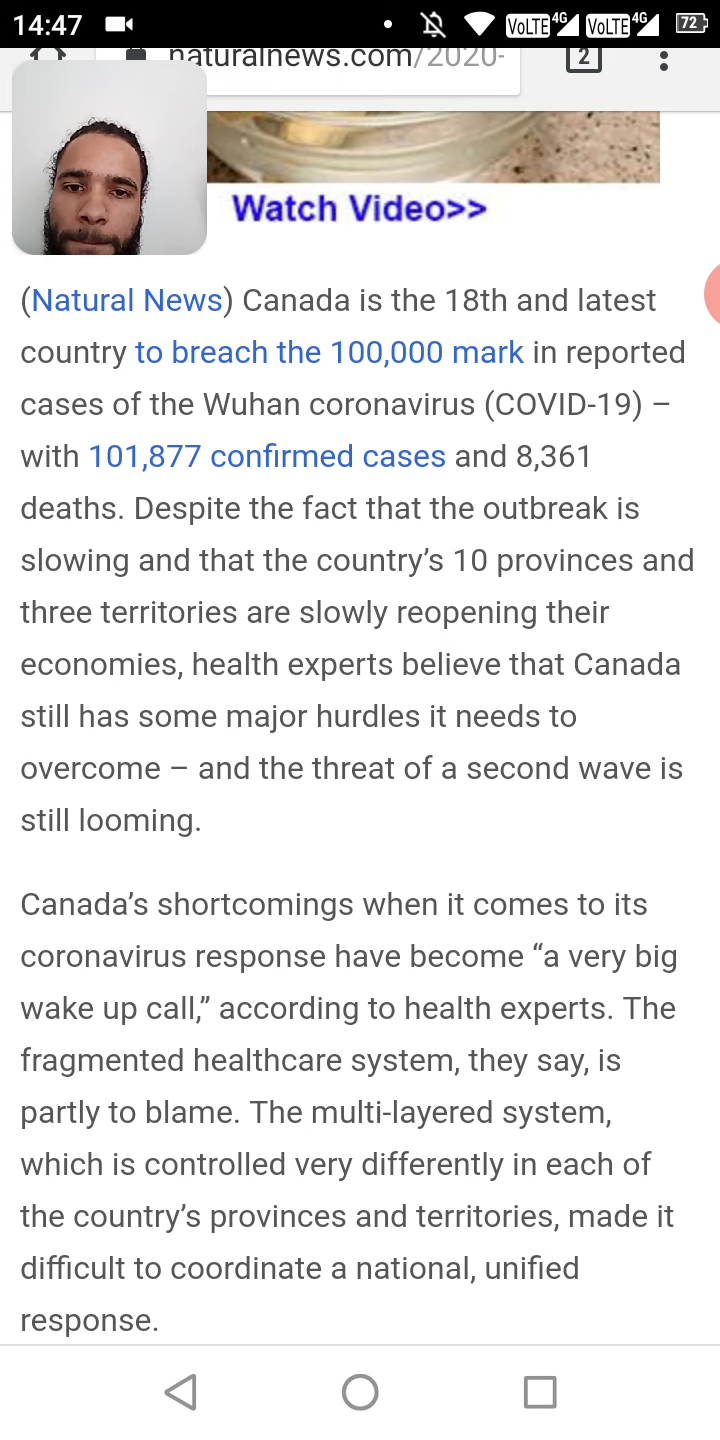 14:47
VoLTE 4G VoLTE 4G 72
naturalnews.com/2020-
2
Watch Video>>
(Natural News) Canada is the 18th and latest
country to breach the 100,000 mark in reported
cases of the Wuhan coronavirus (COVID-19) –
with 101,877 confirmed cases and 8,361
deaths. Despite the fact that the outbreak is
slowing and that the country’s 10 provinces and
three territories are slowly reopening their
economies, health experts believe that Canada
still has some major hurdles it needs to
overcome – and the threat of a second wave is
still looming.
Canada’s shortcomings when it comes to its
coronavirus response have become “a very big
wake up call,” according to health experts. The
fragmented healthcare system, they say, is
partly to blame. The multi-layered system,
which is controlled very differently in each of
the country’s provinces and territories, made it
difficult to coordinate a national, unified
response.